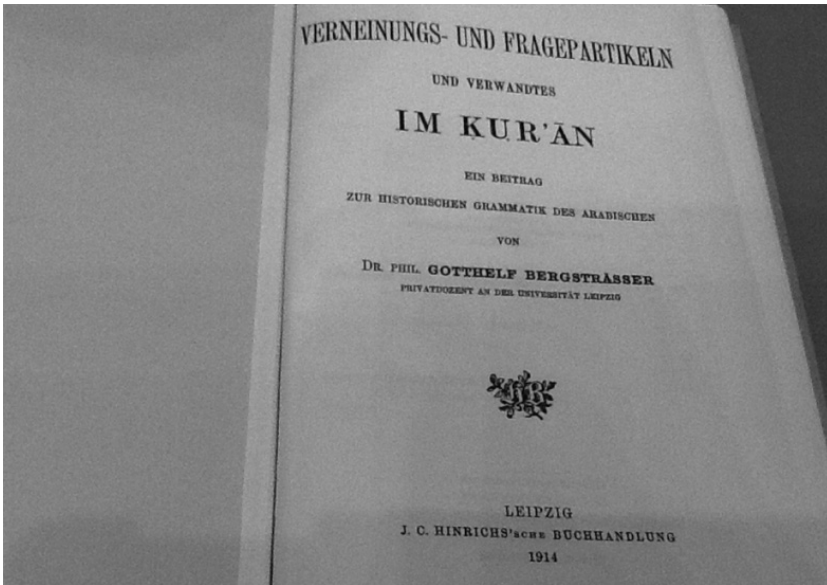 VERNEINUNGS- UND FRAGEPARTIKELN
UND VERWANDTES
IM ḲUR'ĀN
EIN BEITRAG
ZUR HISTORISCHEN GRAMMATIK DES ARABISCHEN
VON
DR. PHIL. GOTTHELF BERGSTRÄSSER
PRIVATDOZENT AN DER UNIVERSITÄT LEIPZIG
LEIPZIG
J. C. HINRICHS'sche BUCHHANDLUNG
1914